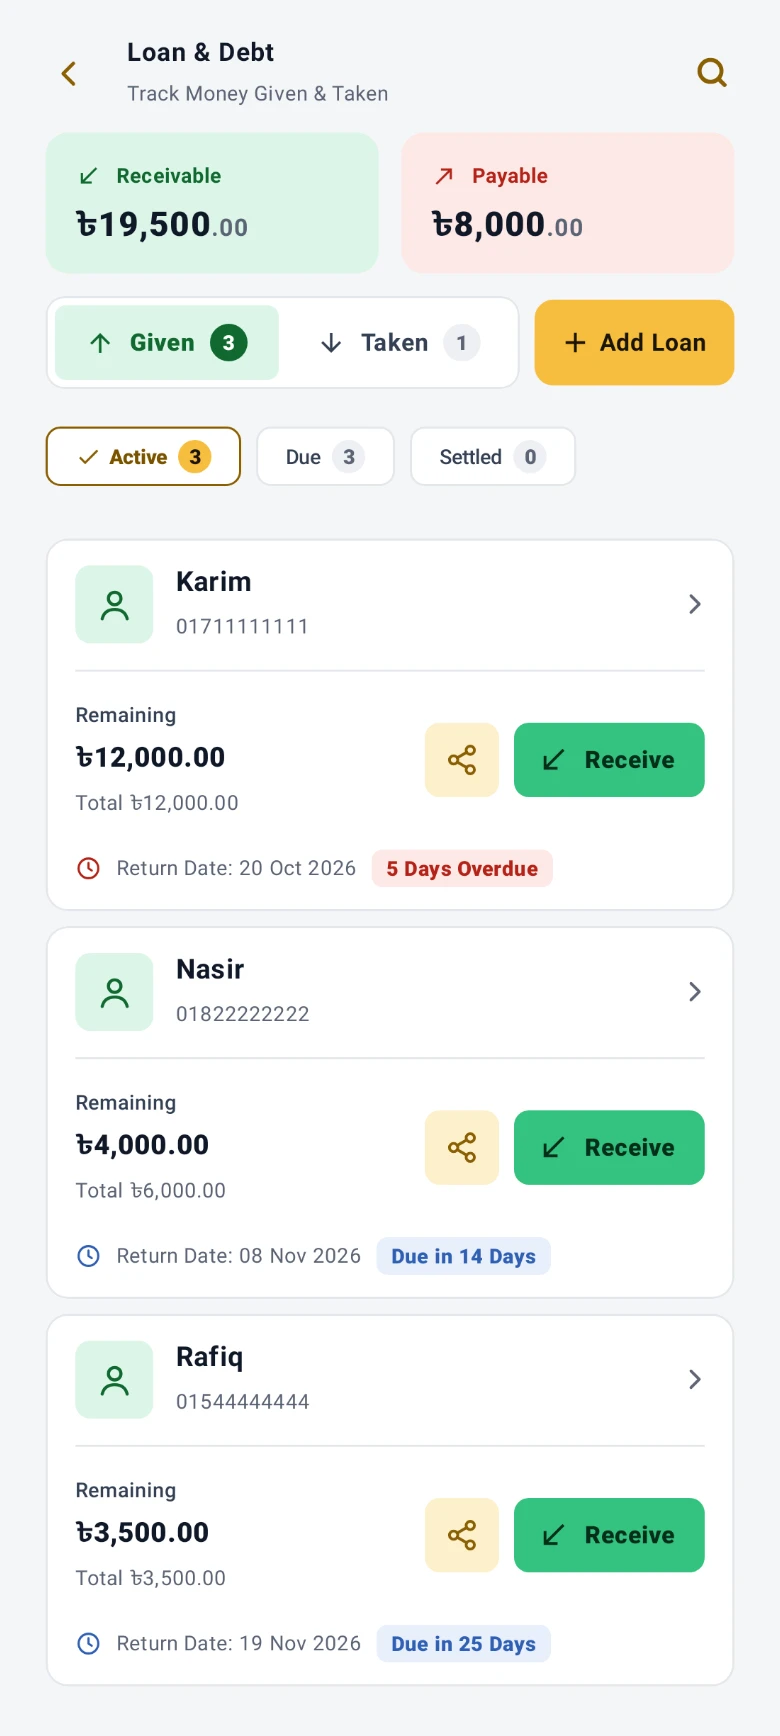 Loan & Debt
Track Money Given & Taken
Receivable
৳19,500.00
Payable
৳8,000.00
Given 3
Taken 1
+ Add Loan
Active 3
Due 3
Settled 0
Karim
01711111111
Remaining
৳12,000.00
Total ৳12,000.00
Receive
Return Date: 20 Oct 2026
5 Days Overdue
Nasir
01822222222
Remaining
৳4,000.00
Total ৳6,000.00
Receive
Return Date: 08 Nov 2026
Due in 14 Days
Rafiq
01544444444
Remaining
৳3,500.00
Total ৳3,500.00
Receive
Return Date: 19 Nov 2026
Due in 25 Days